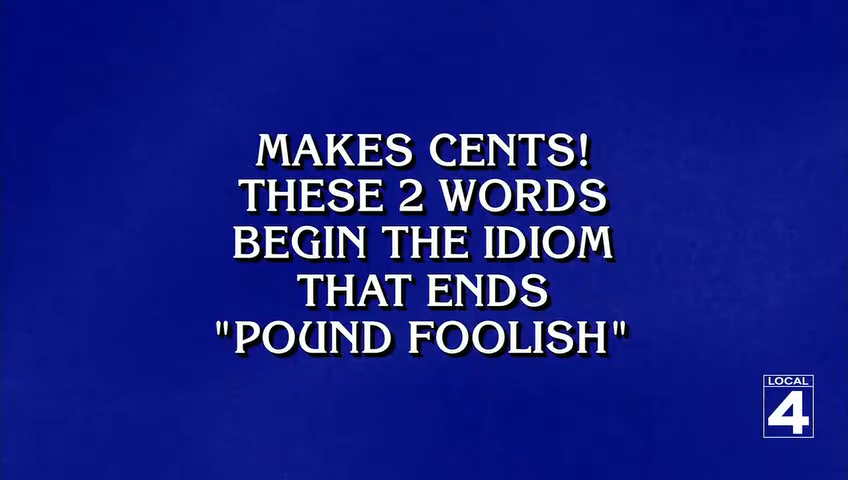 MAKES CENTS!
THESE 2 WORDS
BEGIN THE IDIOM
THAT ENDS
"POUND FOOLISH"
LOCAL
4